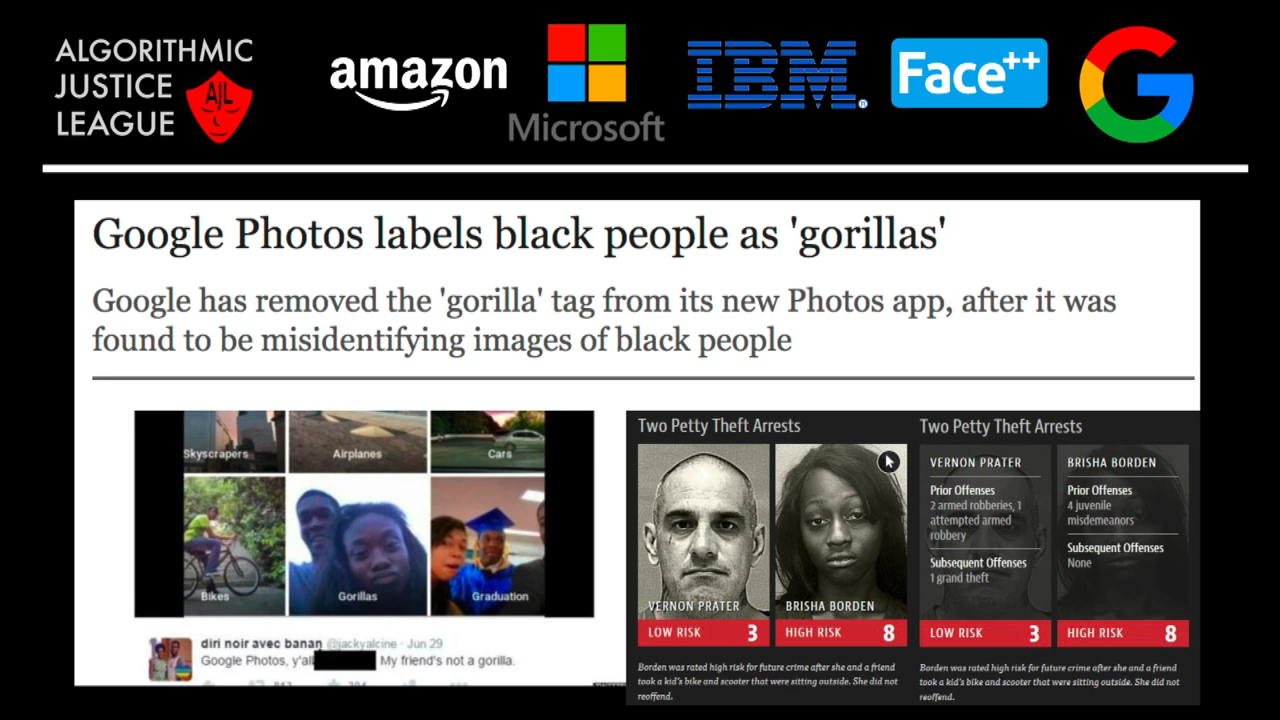 ALGORITHMIC
JUSTICE
LEAGUE
AJL
amazon
Microsoft
IBM
®
Face++
G
Google Photos labels black people as 'gorillas'
Google has removed the 'gorilla' tag from its new Photos app, after it was
found to be misidentifying images of black people
Skyscrapers
Airplanes
Cars
Bikes
Gorillas
Graduation
diri noir avec banan @jackyalcine · Jun 29
Google Photos, y'all My friend's not a gorilla.
Two Petty Theft Arrests
VERNON PRATER
LOW RISK 3
BRISHA BORDEN
HIGH RISK 8
Borden was rated high risk for future crime after she and a friend
took a kid's bike and scooter that were sitting outside. She did not
reoffend.
Two Petty Theft Arrests
VERNON PRATER
Prior Offenses
2 armed robberies, 1
attempted armed
robbery
Subsequent Offenses
1 grand theft
LOW RISK 3
BRISHA BORDEN
Prior Offenses
4 juvenile
misdemeanors
Subsequent Offenses
None
HIGH RISK 8
Borden was rated high risk for future crime after she and a friend
took a kid's bike and scooter that were sitting outside. She did not
reoffend.